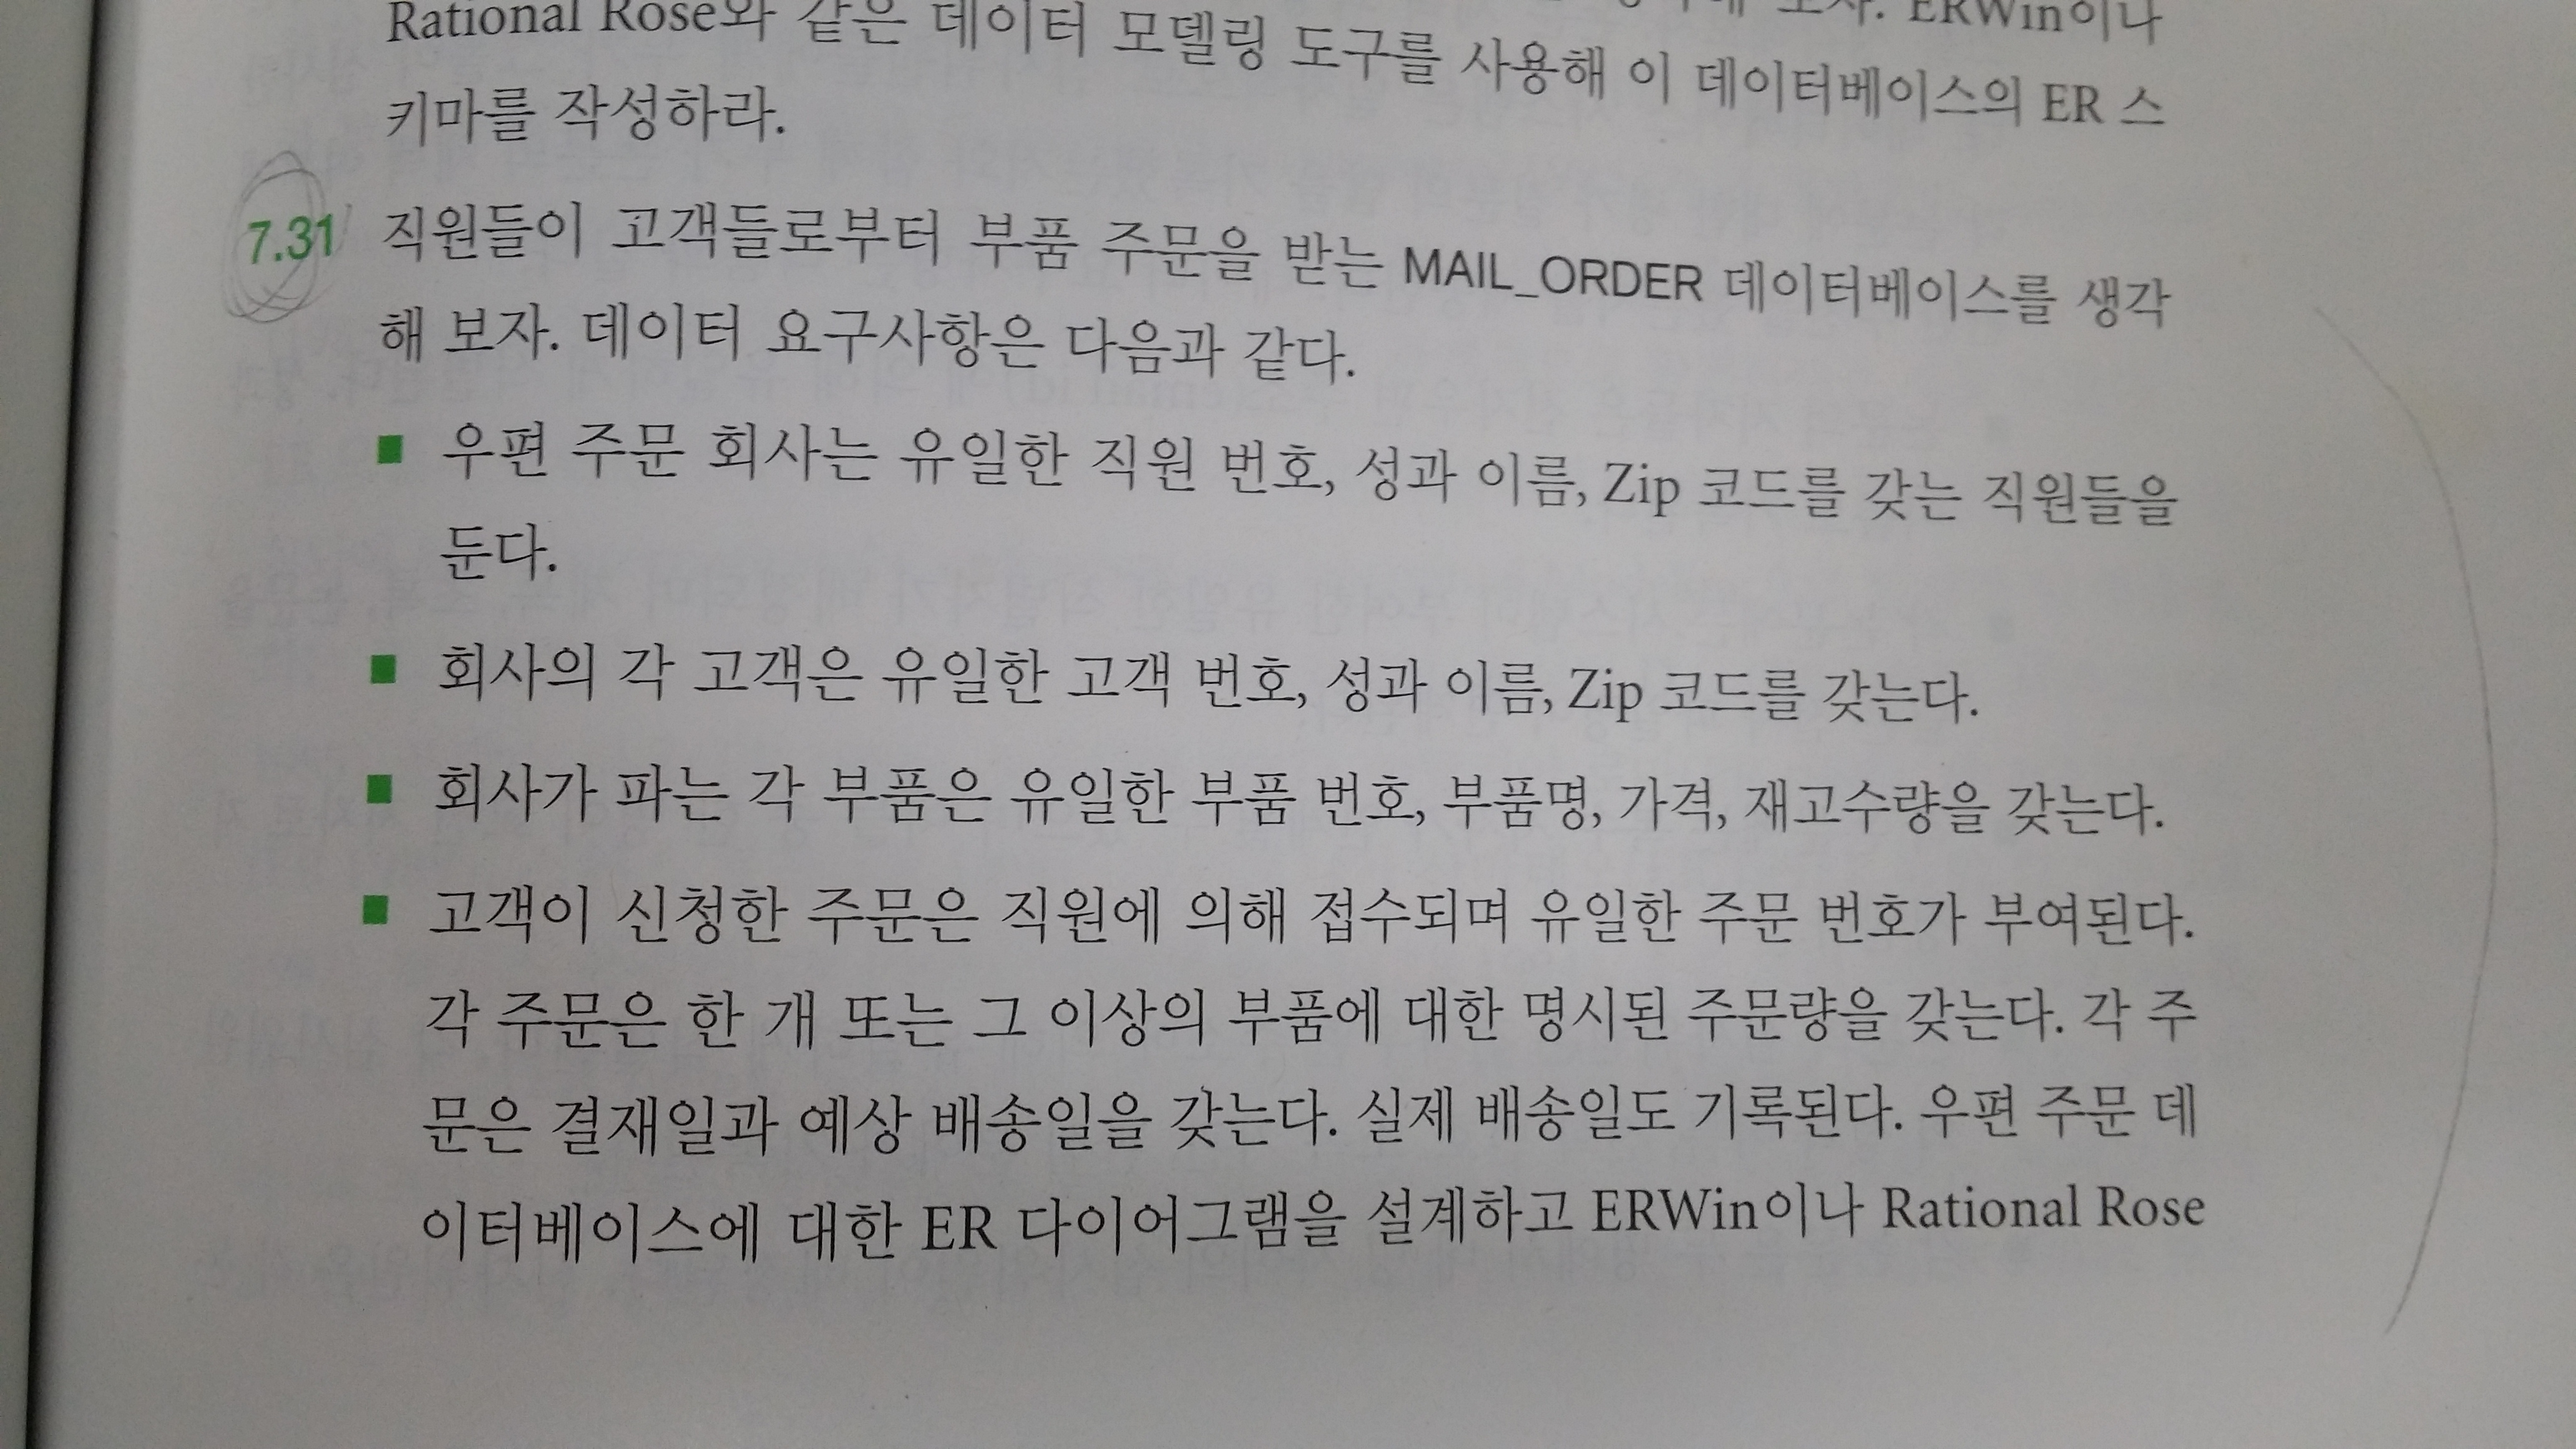 Rational Rose와 같은 데이터 모델링 도구를 사용해 이 데이터베이스의 ER 스
보자. ERWin이나
키마를 작성하라.
7.31 직원들이 고객들로부터 부품 주문을 받는 MAIL_ORDER 데이터베이스를 생각
해 보자. 데이터 요구사항은 다음과 같다.
■ 우편 주문 회사는 유일한 직원 번호, 성과 이름, Zip 코드를 갖는 직원들을
둔다.
■ 회사의 각 고객은 유일한 고객 번호, 성과 이름, Zip 코드를 갖는다.
■ 회사가 파는 각 부품은 유일한 부품 번호, 부품명, 가격, 재고수량을 갖는다.
■ 고객이 신청한 주문은 직원에 의해 접수되며 유일한 주문 번호가 부여된다.
각 주문은 한 개 또는 그 이상의 부품에 대한 명시된 주문량을 갖는다. 각 주
문은 결재일과 예상 배송일을 갖는다. 실제 배송일도 기록된다. 우편 주문 데
이터베이스에 대한 ER 다이어그램을 설계하고 ERWin이나 Rational Rose